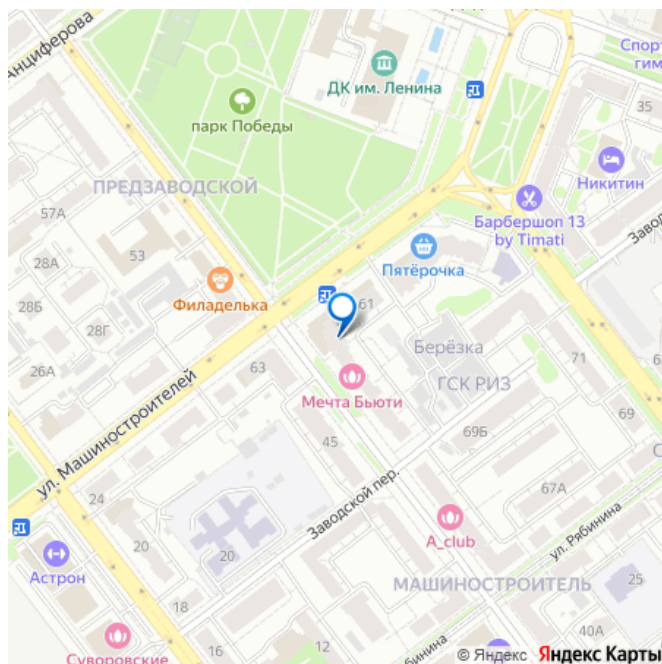 Анциферова
ДК им. Ленина
Спорт
гим
парк Победы
35
Никитин
ПРЕДЗАВОДСКОЙ
57А
Барбершоп 13
by Timati
Заво
53
28А
Пятёрочка
Филаделька
61
28Б
28Г
Берёзка
26А
63
71
ГСК РИЗ
Мечта Бьюти
ул. Машиностроителей
69
45
69Б
24
67А
Заводской пер.
A_club
ул. Рябинина
20
20
Астрон
МАШИНОСТРОИТЕЛЬ
25
18
40А
Суворовские
16
12
бинина
© Яндекс Яндекс Карты